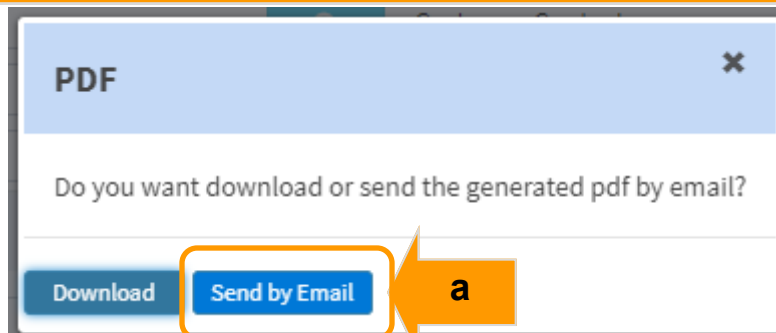 PDF
Do you want download or send the generated pdf by email?
Download Send by Email a